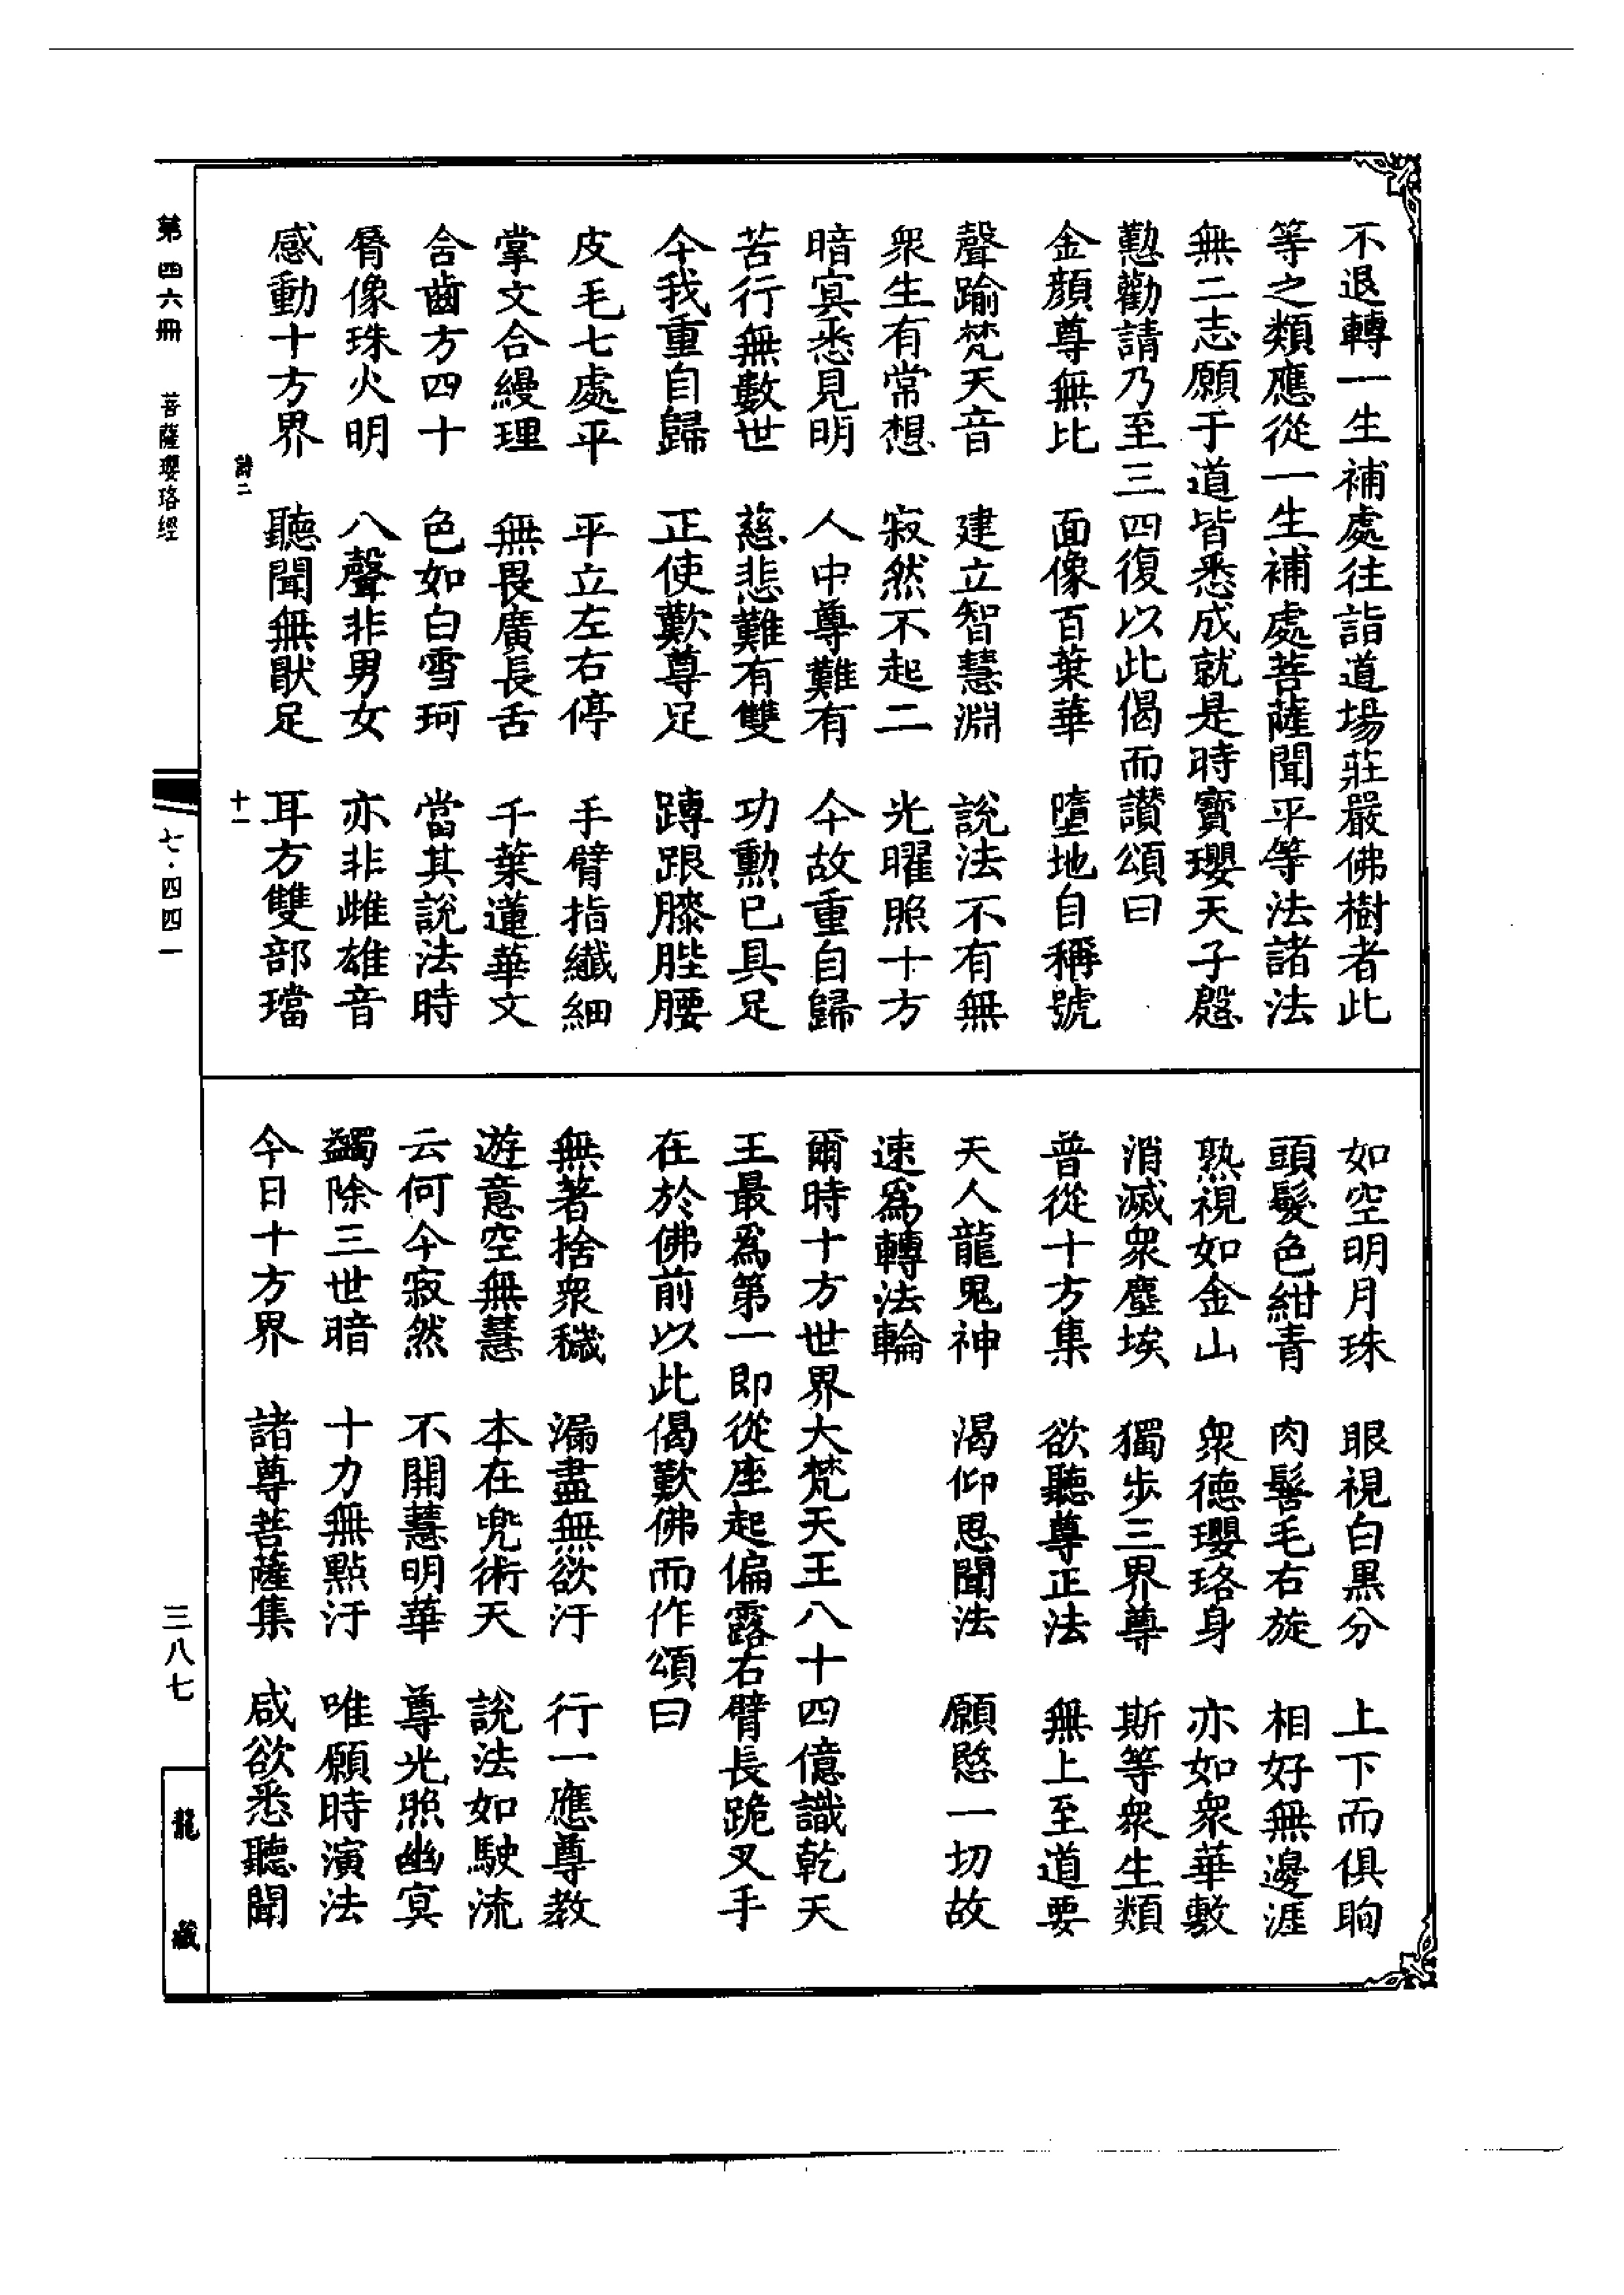 不退轉一生補處往詣道場莊嚴佛樹者此
等之類應從一生補處菩薩聞平等法諸法
無二志願于道皆悉成就是時寶瓔天子慇
懃勸請乃至三四復以此偈而讃頌曰
金顏尊無比　面像百葉華　墮地自稱號
聲踰梵天音　建立智慧淵　說法不有無
衆生有常想　寂然不起二　光曜照十方
暗冥悉見明　人中尊難有　今故重自歸
苦行無數世　慈悲難有雙　功勲已具足
今我重自歸　正使歎尊足　蹲跟膝䏶腰
皮毛七處平　平立左右停　手臂指纖細
掌文合縵理　無畏廣長舌　千葉蓮華文
含齒方四十　色如白雪珂　當其說法時
脣像珠火明　八聲非男女　亦非雌雄音
感動十方界　聽聞無猒足　耳方雙部璫
詩二　十一
如空明月珠　眼視白黒分　上下而俱眴
頭髮色紺青　肉髻毛右旋　相好無邊涯
熟視如金山　衆德瓔珞身　亦如衆華敷
消滅衆塵埃　獨步三界尊　斯等衆生類
普從十方集　欲聽尊正法　無上至道要
天人龍鬼神　渴仰思聞法　願愍一切故
速爲轉法輪
爾時十方世界大梵天王八十四億識乾天
王最爲第一即從座起偏露右臂長跪叉手
在於佛前以此偈歎佛而作頌曰
無著捨衆穢　漏盡無欲汙　行一應尊教
遊意空無慧　本在兜術天　說法如駛流
云何今寂然　不開慧明華　尊光照幽冥
蠲除三世暗　十力無點汙　唯願時演法
今日十方界　諸尊菩薩集　咸欲悉聽聞
第四六冊　菩薩瓔珞經　七·四四一　三八七　龍藏